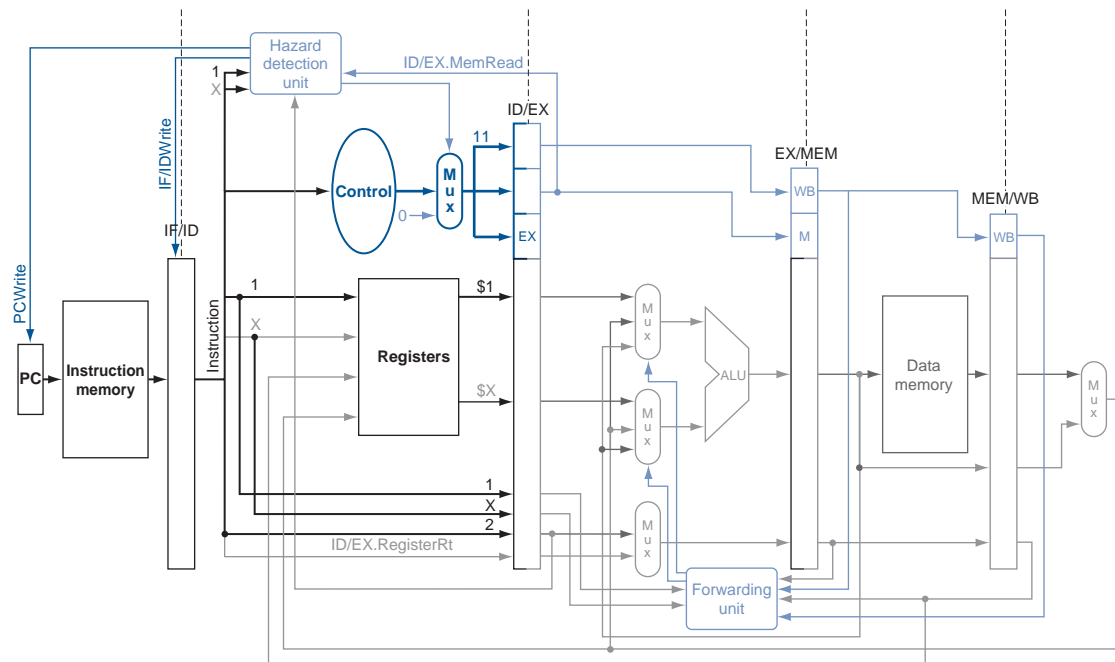 Hazard
detection
unit
ID/EX.MemRead
1
X
ID/EX
IF/IDWrite
11
Control
M
u
x
0
EX/MEM
WB
MEM/WB
IF/ID
EX
M
WB
PCWrite
Instruction
1
$1
M
u
x
X
PC
Instruction
memory
Registers
ALU
Data
memory
M
u
x
$X
M
u
x
1
X
2
M
u
x
ID/EX.RegisterRt
Forwarding
unit